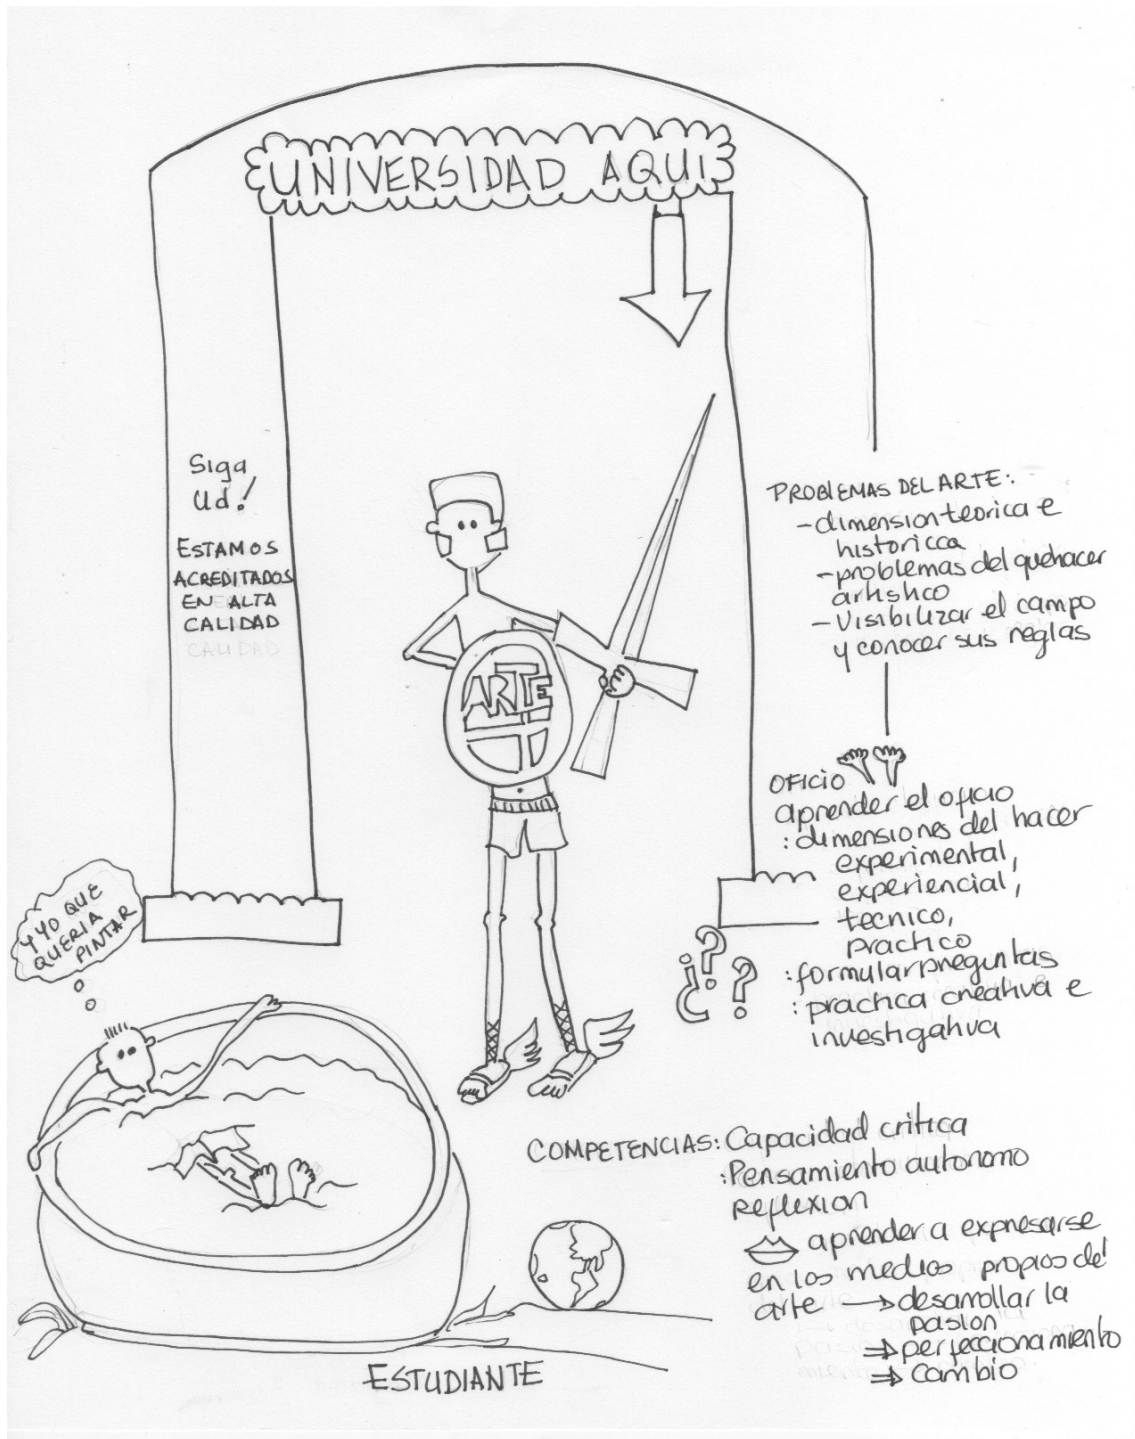 UNIVERSIDAD AQUI
Siga
Ud!
ESTAMOS
ACREDITADOS
EN ALTA
CALIDAD
CALIDAD
ARTE
PROBLEMAS DEL ARTE:
- dimension teorica e
historicca
- problemas del quehacer
artistico
- Visibilizar el campo
y conocer sus reglas
OFICIO
aprender el oficio
: dimensiones del hacer
experimental,
experiencial,
tecnico,
practico
: formular preguntas
: practica creativa e
investigativa
¿??
Y YO QUE
QUERIA
PINTAR
COMPETENCIAS: Capacidad critica
: Pensamiento autonomo
Reflexion
aprender a expresarse
en los medios propios del
arte → desarrollar la
pasion
⇒ perfeccionamiento
⇒ cambio
ESTUDIANTE